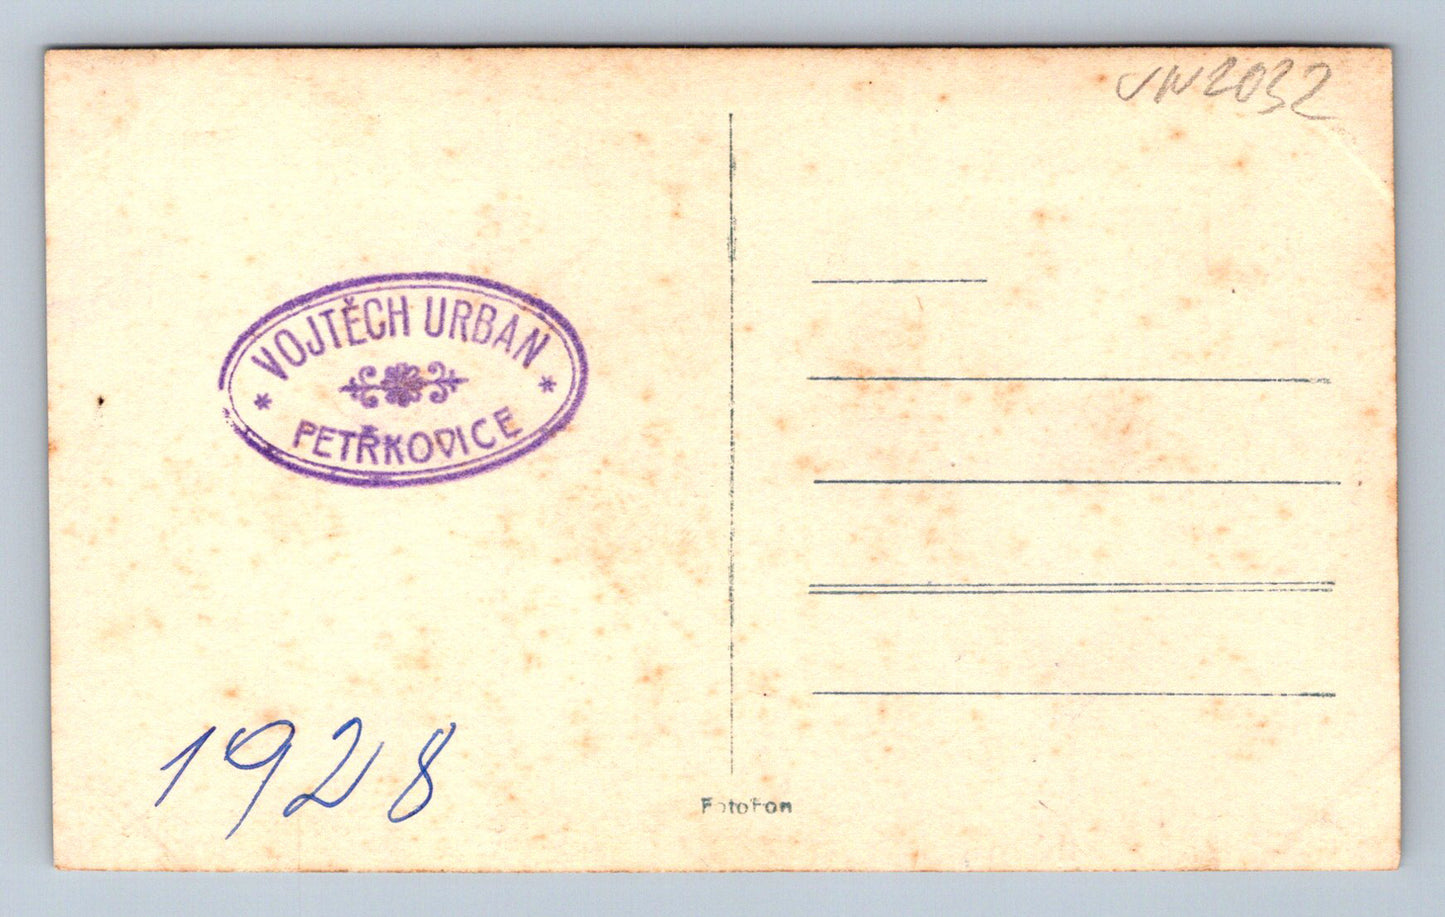 VN2032
VOJTĚCH URBAN
* *
PETŘKOVICE
1928
FotoFon